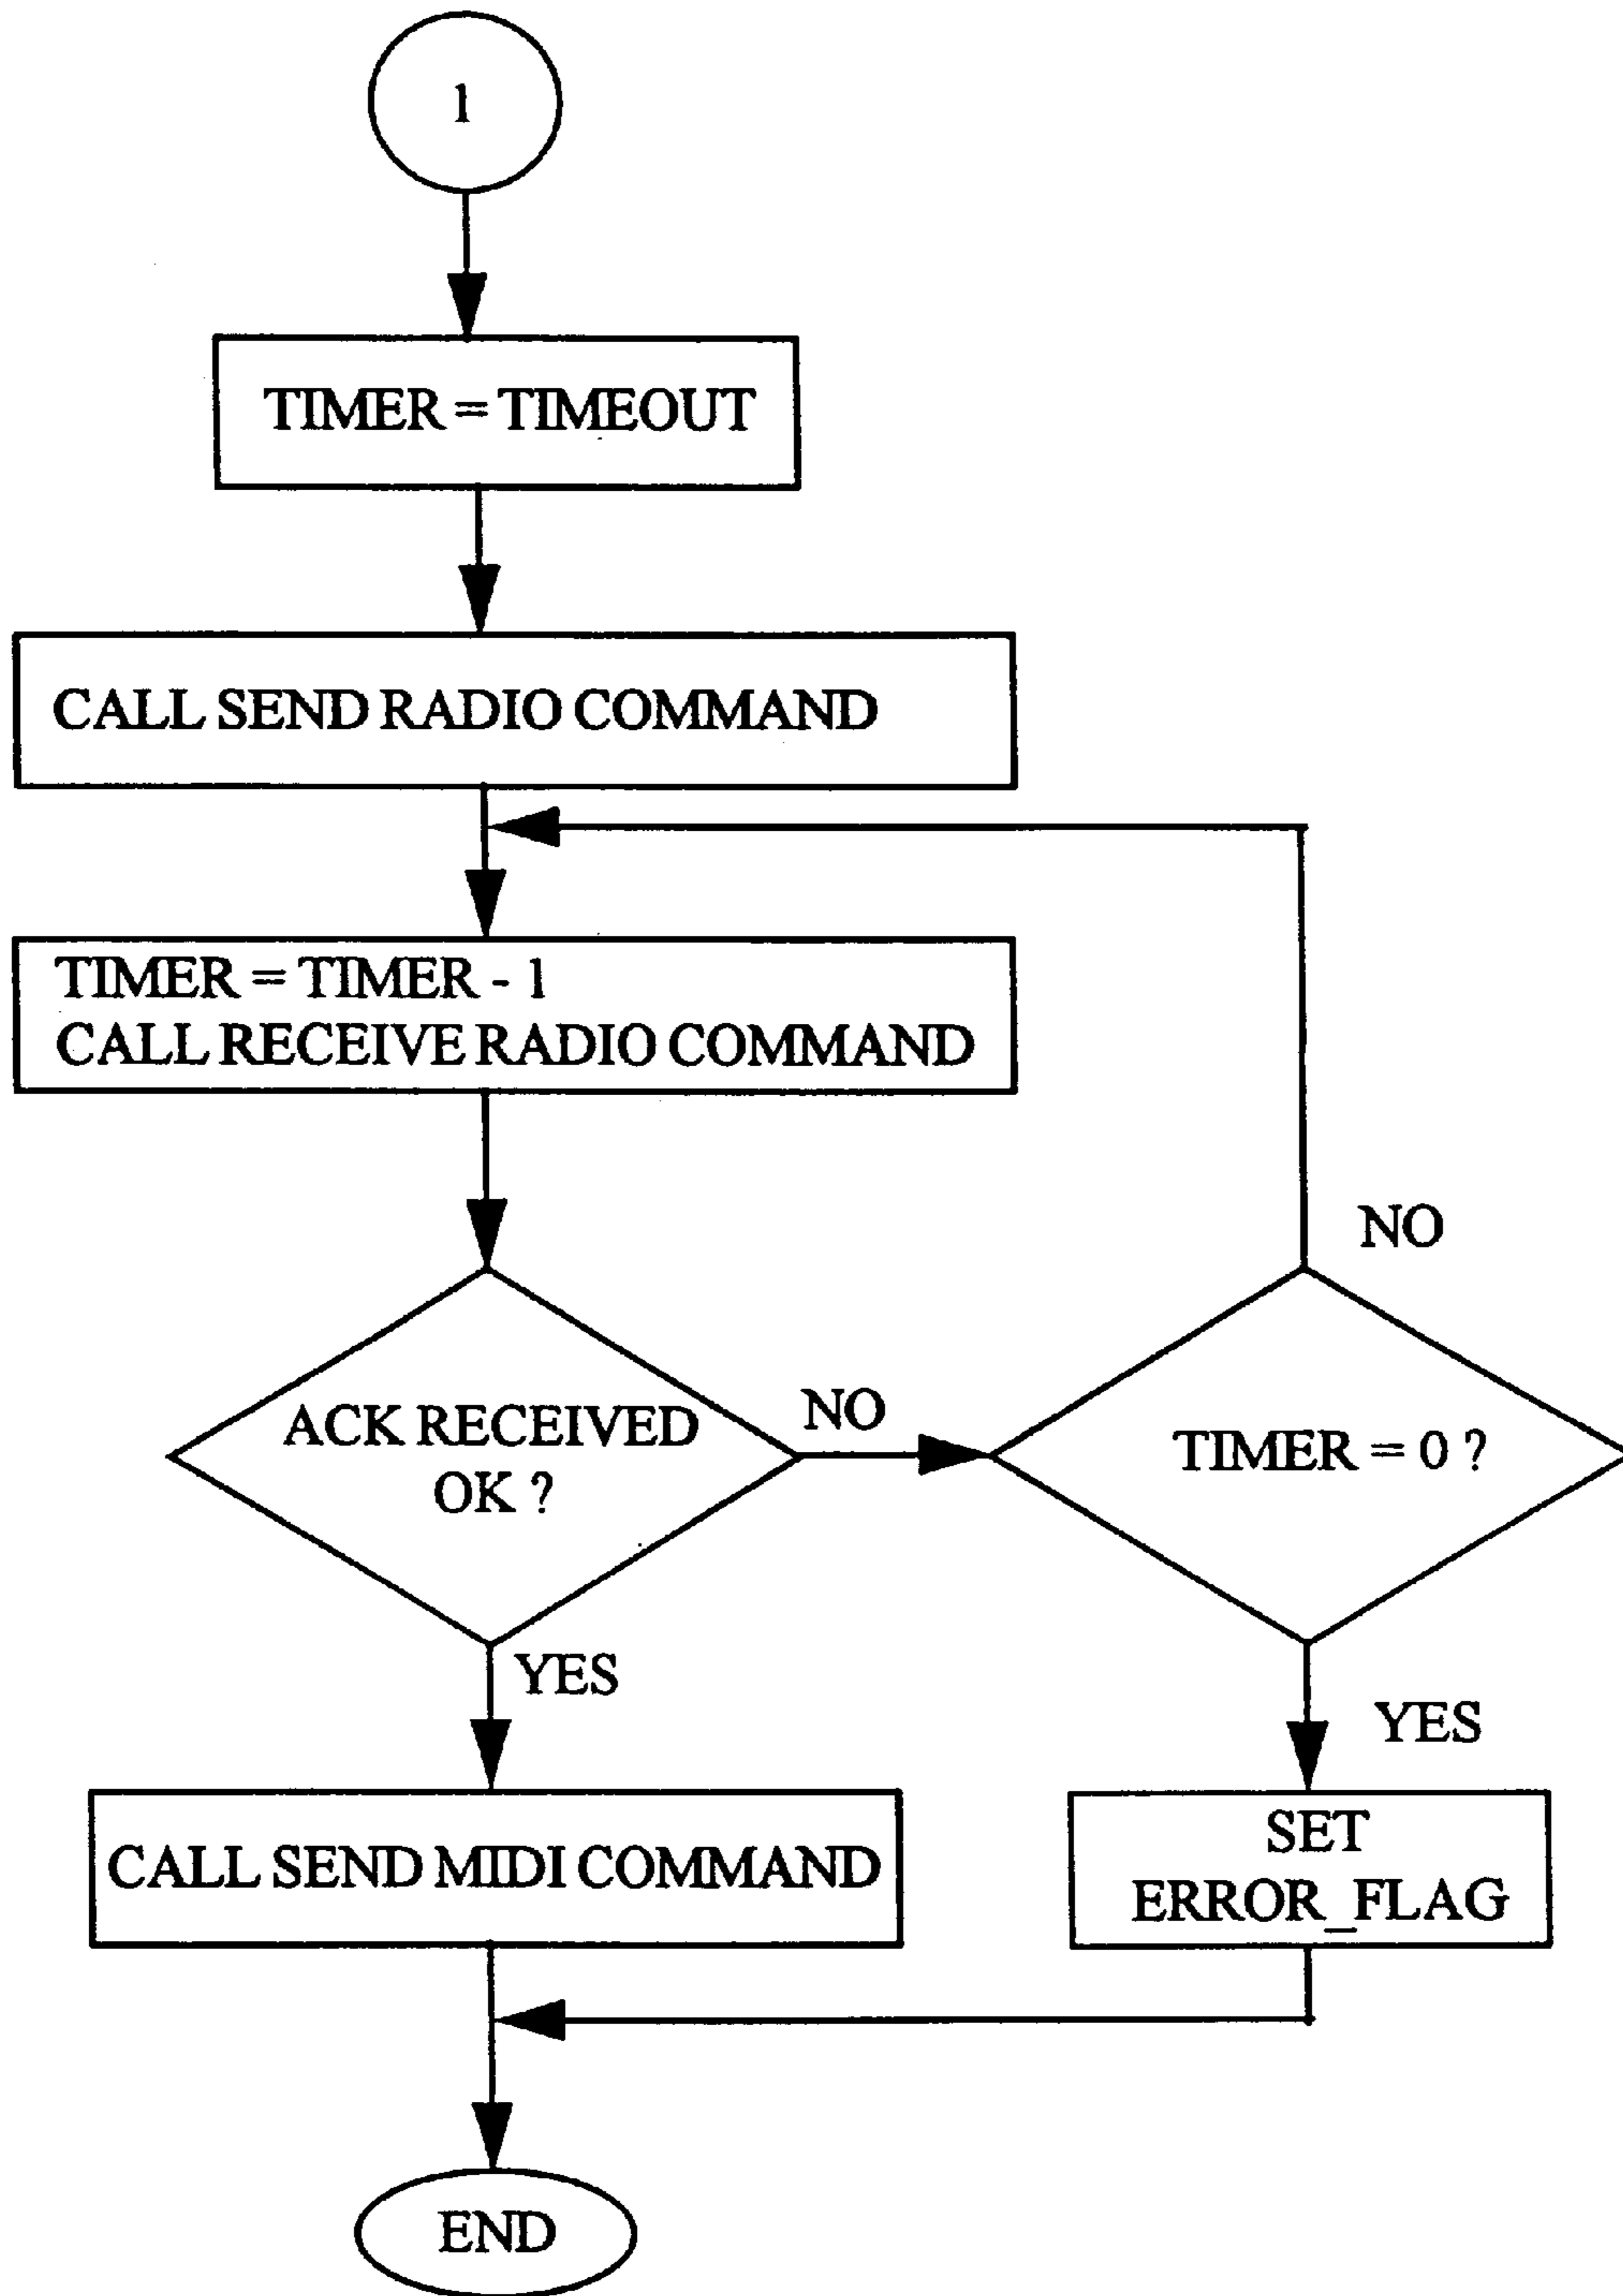 1
TIMER = TIMEOUT
CALL SEND RADIO COMMAND
TIMER = TIMER - 1
CALL RECEIVE RADIO COMMAND
NO
ACK RECEIVED
OK ?
NO
TIMER = 0 ?
YES
YES
CALL SEND MIDI COMMAND
SET
ERROR_FLAG
END